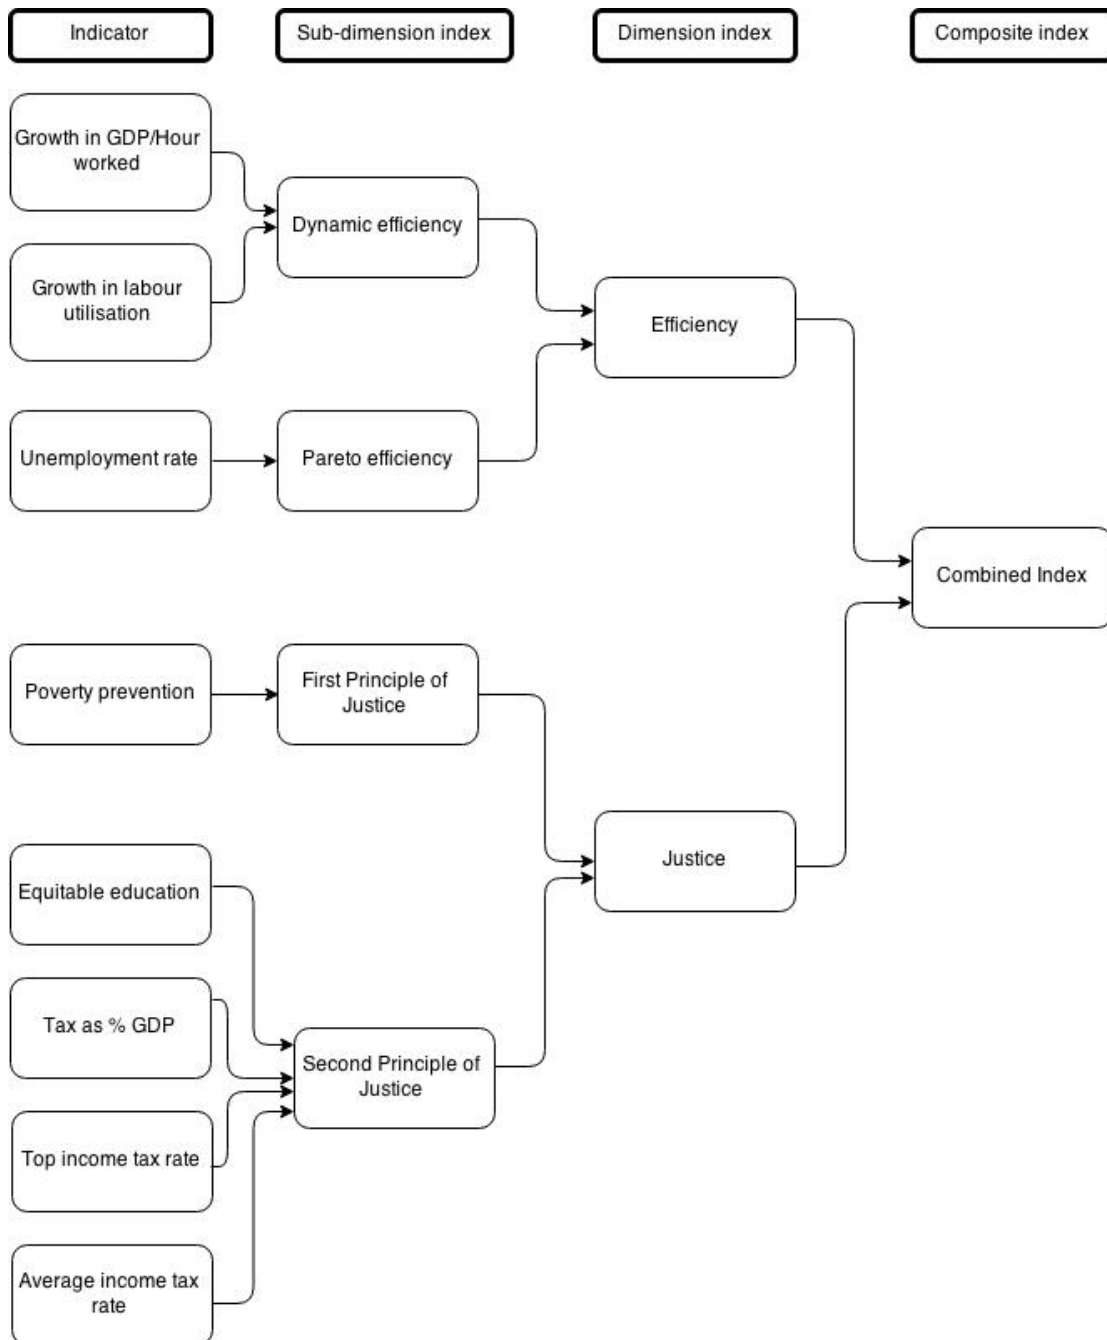 Indicator
Sub-dimension index
Dimension index
Composite index
Growth in GDP/Hour
worked
Dynamic efficiency
Growth in labour
utilisation
Efficiency
Unemployment rate
Pareto efficiency
Combined Index
Poverty prevention
First Principle of
Justice
Justice
Equitable education
Tax as % GDP
Second Principle of
Justice
Top income tax rate
Average income tax
rate